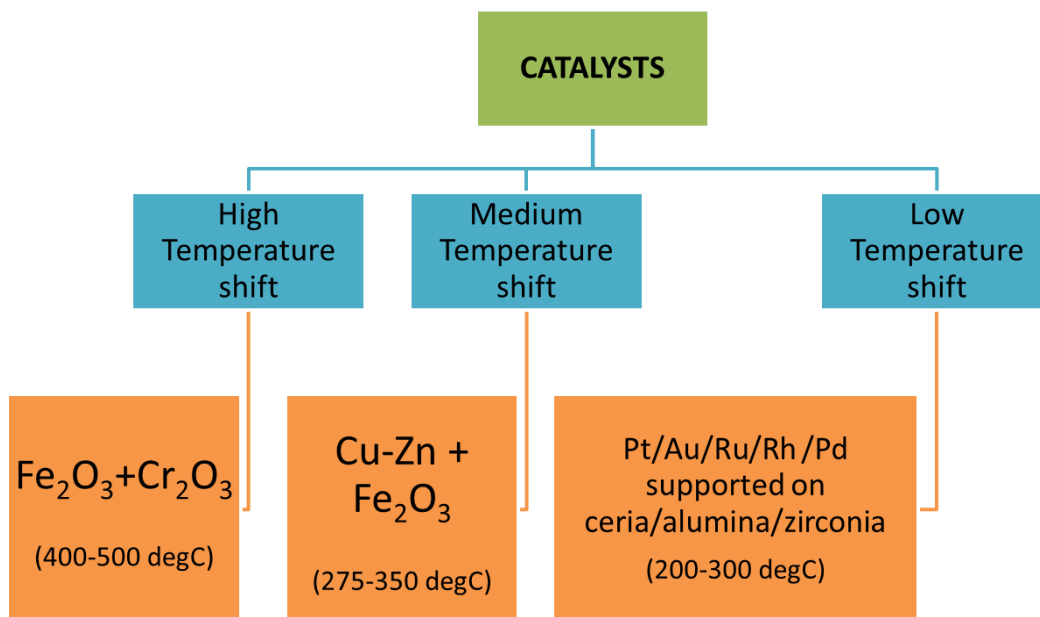 CATALYSTS
High
Temperature
shift
Medium
Temperature
shift
Low
Temperature
shift
Fe₂O₃+Cr₂O₃
(400-500 degC)
Cu-Zn +
Fe₂O₃
(275-350 degC)
Pt/Au/Ru/Rh /Pd
supported on
ceria/alumina/zirconia
(200-300 degC)